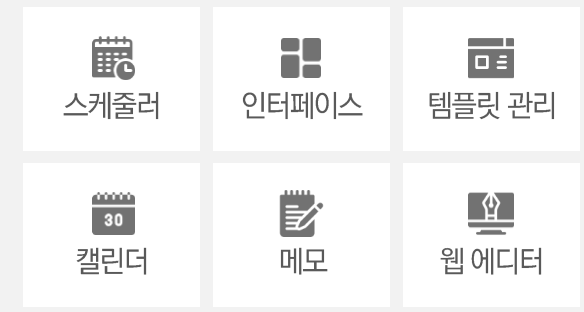 스케줄러
인터페이스
템플릿 관리
30
캘린더
메모
웹 에디터